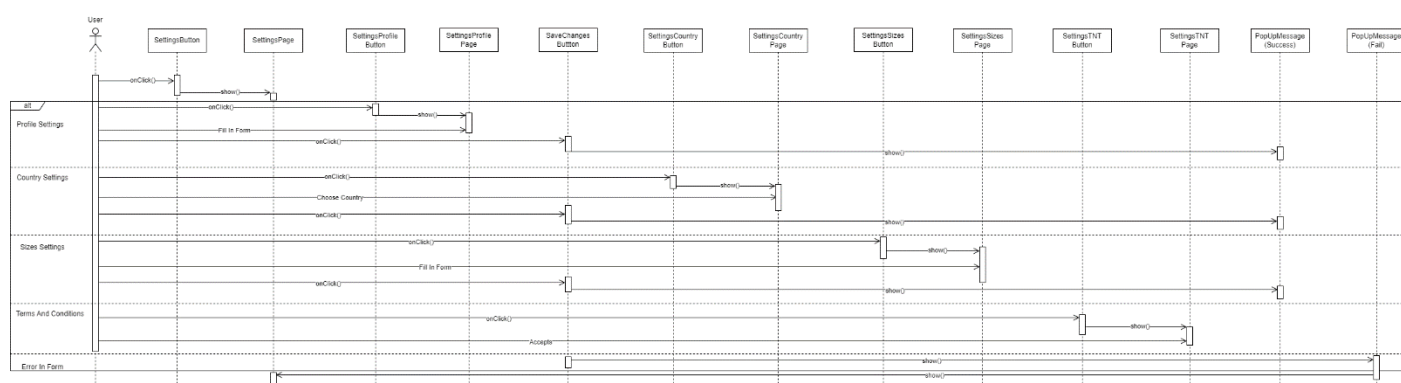 User
SettingsButton
SettingsPage
SettingsProfile
Button
SettingsProfile
Page
SaveChanges
Buttton
SettingsCountry
Button
SettingsCountry
Page
SettingsSizes
Button
SettingsSizes
Page
SettingsTNT
Button
SettingsTNT
Page
PopUpMessage
(Success)
PopUpMessage
(Fail)
onClick()
show()
alt
onClick()
show()
Profile Settings
Fill In Form
onClick()
show()
Country Settings
onClick()
show()
Choose Country
onClick()
show()
Sizes Settings
onClick()
show()
Fill In Form
onClick()
show()
Terms And Conditions
onClick()
show()
Accepts
Error In Form
show()
show()